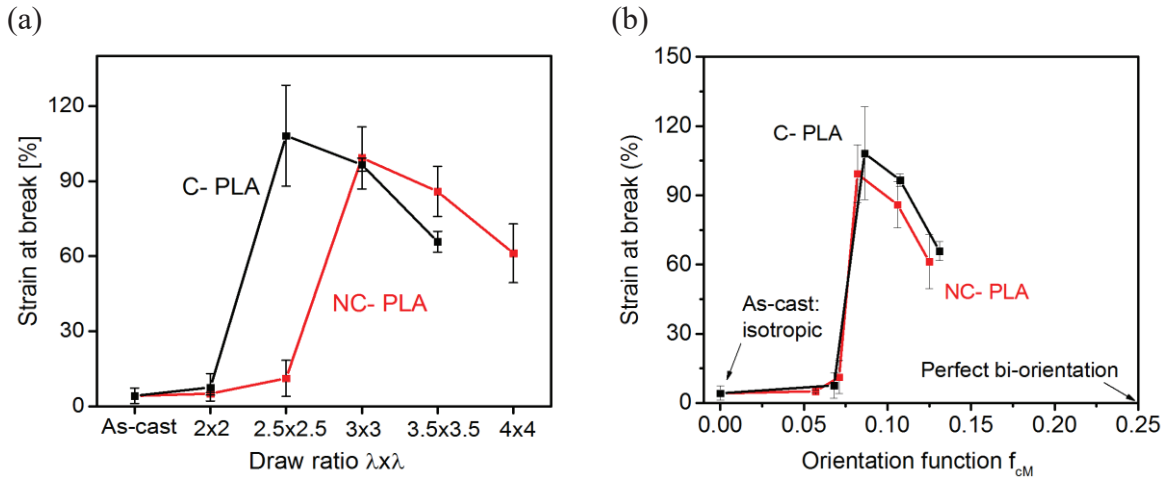 (a)
Strain at break [%]
120
90
60
30
0
C- PLA
NC- PLA
As-cast 2x2 2.5x2.5 3x3 3.5x3.5 4x4
Draw ratio λxλ
(b)
Strain at break (%)
150
120
90
60
30
0
C- PLA
NC- PLA
As-cast:
isotropic
Perfect bi-orientation
0.00 0.05 0.10 0.15 0.20 0.25
Orientation function fcM